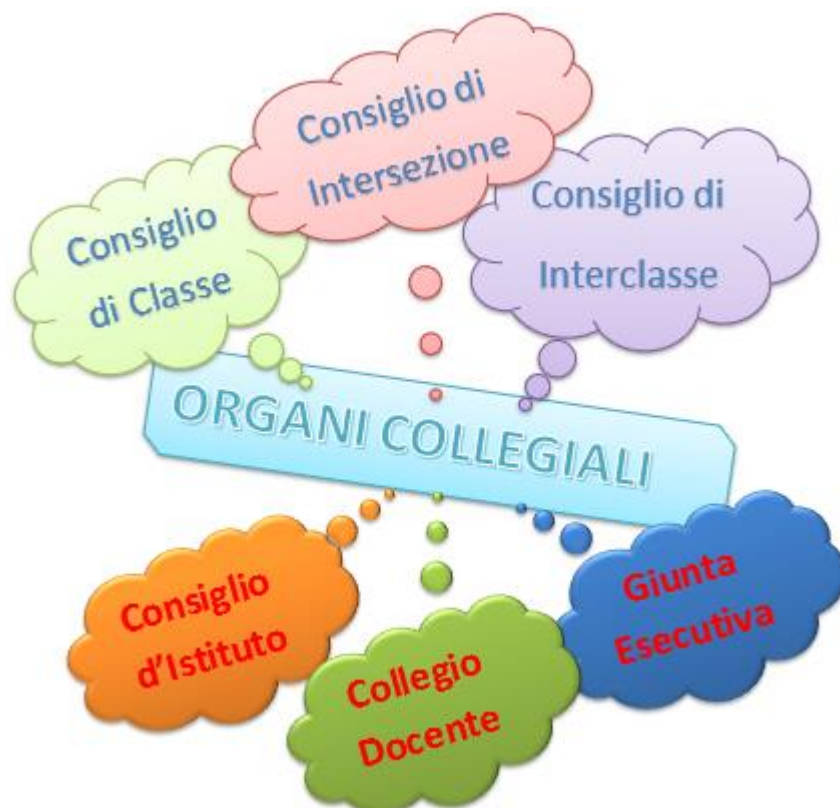 Consiglio di
Intersezione
Consiglio
di Classe
Consiglio di
Interclasse
ORGANI COLLEGIALI
Consiglio
d'Istituto
Collegio
Docente
Giunta
Esecutiva